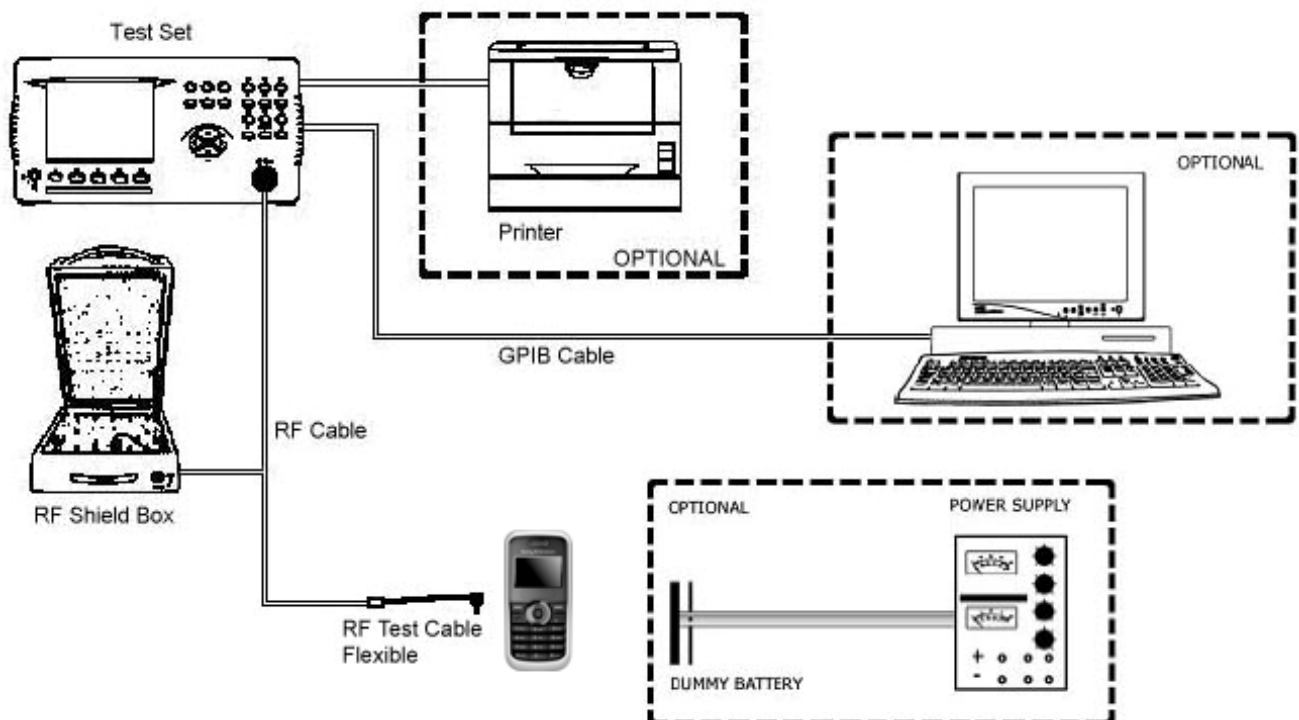 Test Set
Printer
OPTIONAL
OPTIONAL
GPIB Cable
RF Cable
RF Shield Box
RF Test Cable
Flexible
OPTIONAL
POWER SUPPLY
+
-
DUMMY BATTERY